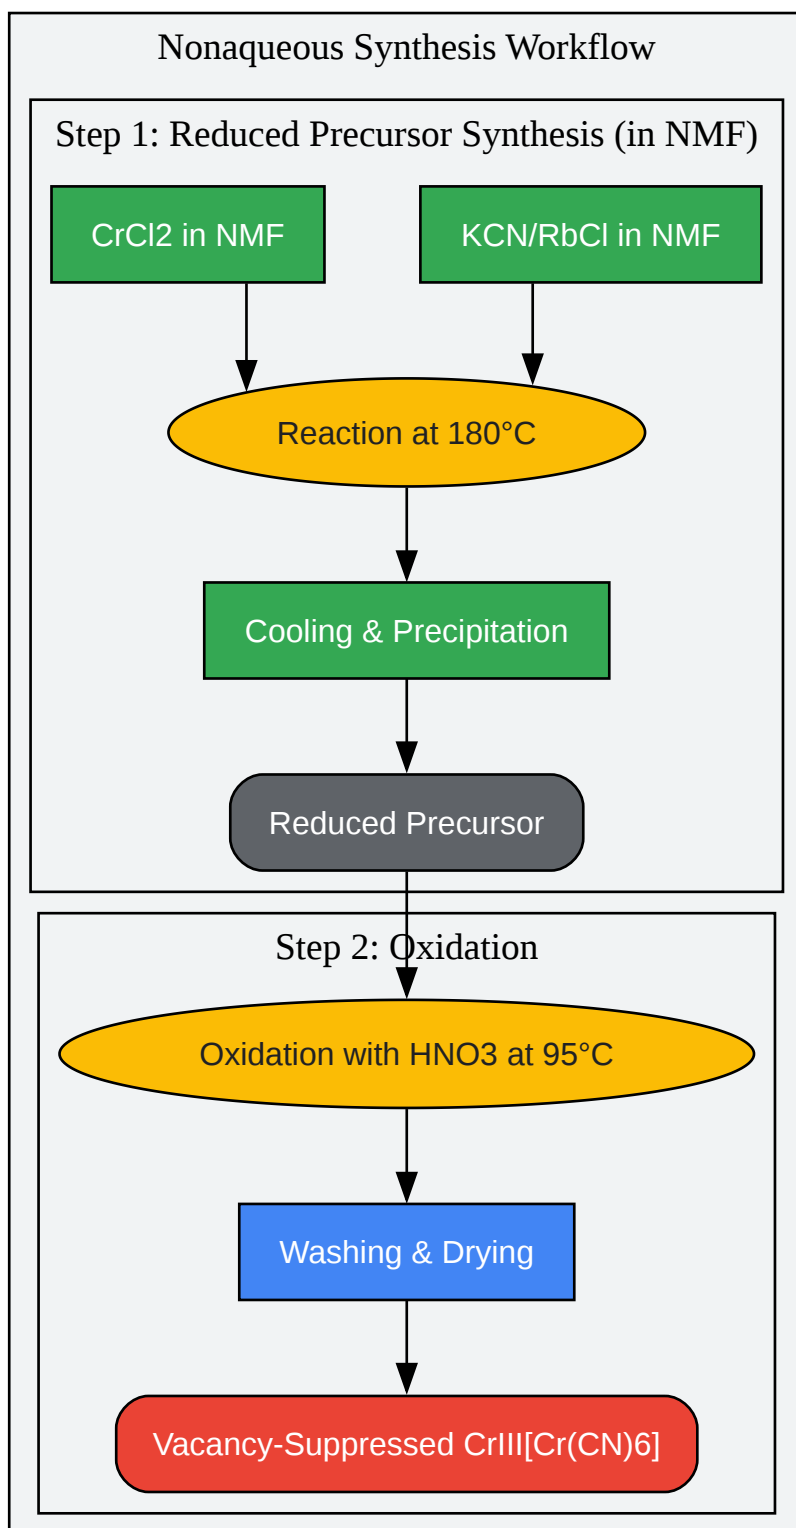 Nonaqueous Synthesis Workflow
Step 1: Reduced Precursor Synthesis (in NMF)
CrCl2 in NMF
KCN/RbCl in NMF
Reaction at 180°C
Cooling & Precipitation
Reduced Precursor
Step 2: Oxidation
Oxidation with HNO3 at 95°C
Washing & Drying
Vacancy-Suppressed CrIII[Cr(CN)6]